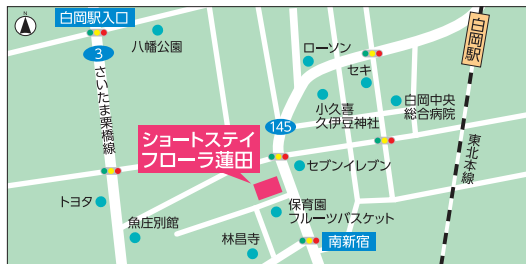 白岡駅入口
八幡公園
3
さいたま栗橋線
ローソン
セキ
白岡駅
小久喜
久伊豆神社
白岡中央
総合病院
145
ショートステイ
フローラ蓮田
セブンイレブン
東北本線
トヨタ
魚庄別館
保育園
フルーツバスケット
林昌寺
南新宿
N